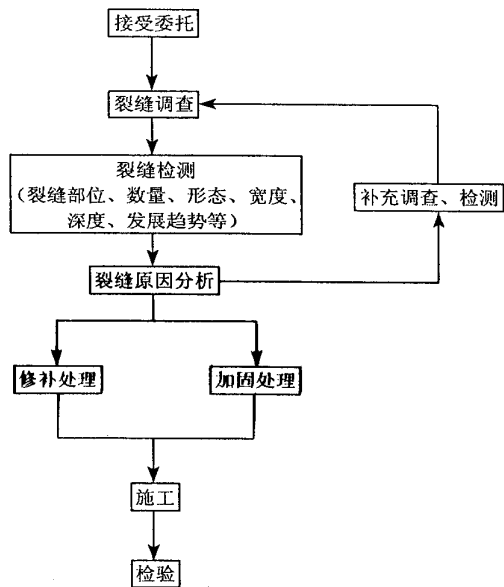 接受委托
裂缝调查
裂缝检测
（裂缝部位、数量、形态、宽度、
深度、发展趋势等）
补充调查、检测
裂缝原因分析
修补处理
加固处理
施工
检验